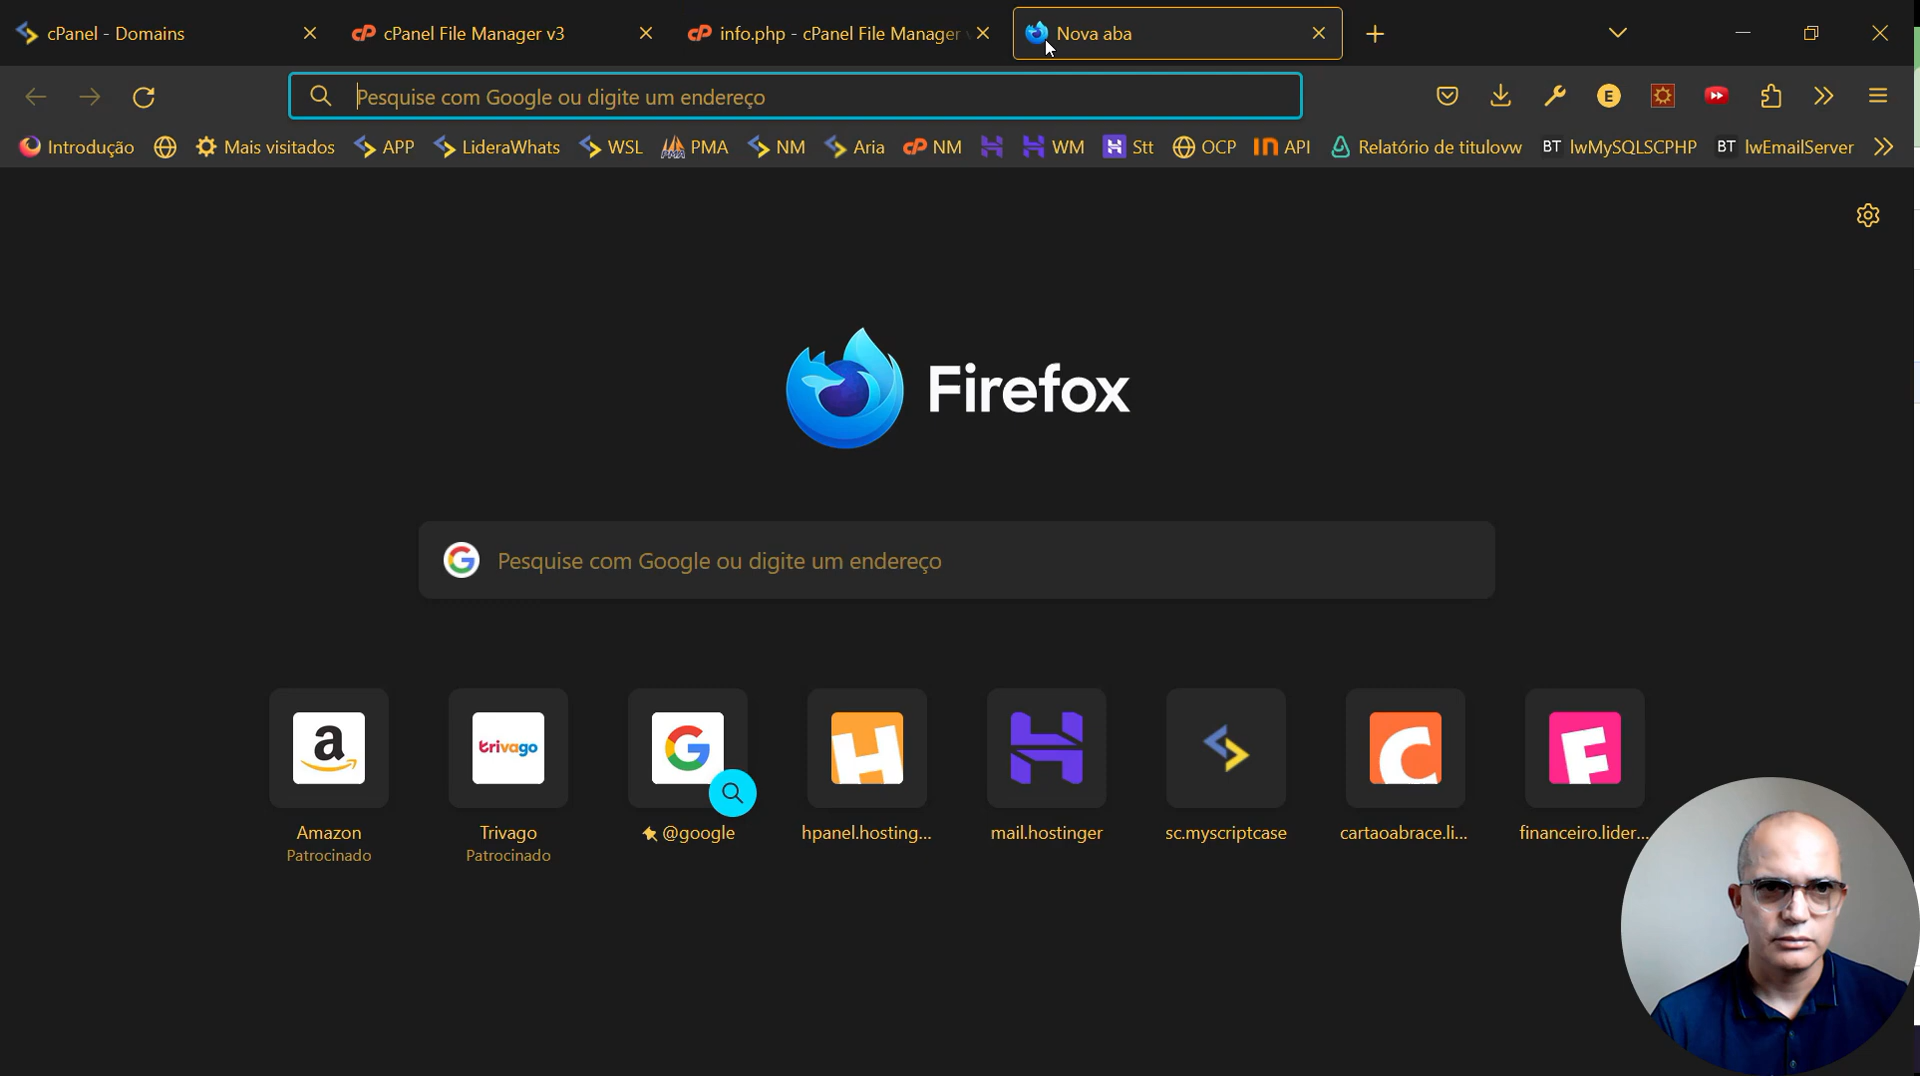 cPanel - Domains
cPanel File Manager v3
info.php - cPanel File Manager
Nova aba
Pesquise com Google ou digite um endereço
Introdução
Mais visitados
APP
LideraWhats
WSL
PMA
NM
Aria
NM
WM
Stt
OCP
API
Relatório de titulovw
BT lwMySQLSCPHP
BT lwEmailServer
Firefox
Pesquise com Google ou digite um endereço
trivago
Amazon
Patrocinado
Trivago
Patrocinado
@google
hpanel.hosting...
mail.hostinger
sc.myscriptcase
cartaoabrace.li...
financeiro.lider...